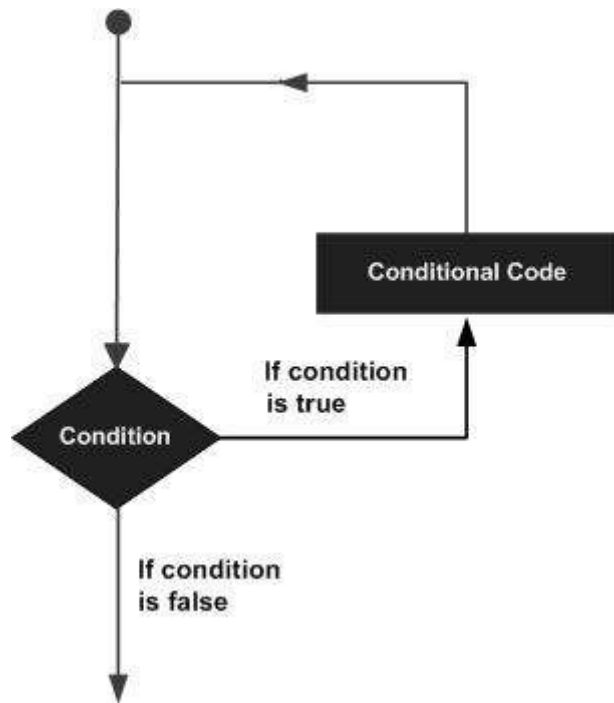 Conditional Code
If condition
is true
Condition
If condition
is false